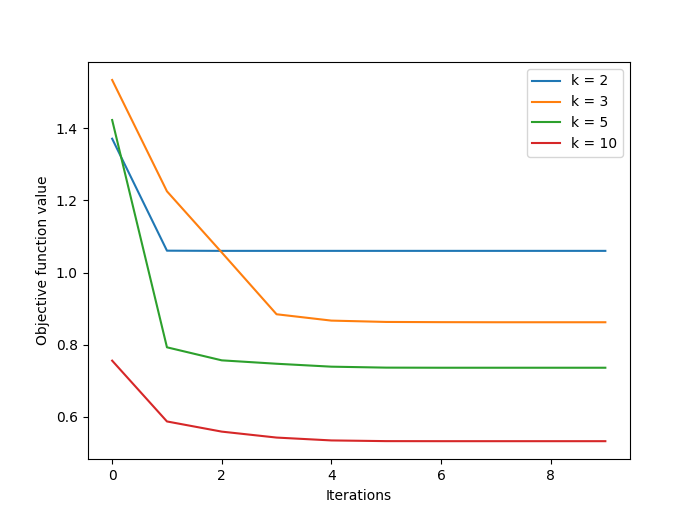 k = 2
k = 3
k = 5
k = 10
Objective function value
1.4
1.2
1.0
0.8
0.6
0 2 4 6 8
Iterations